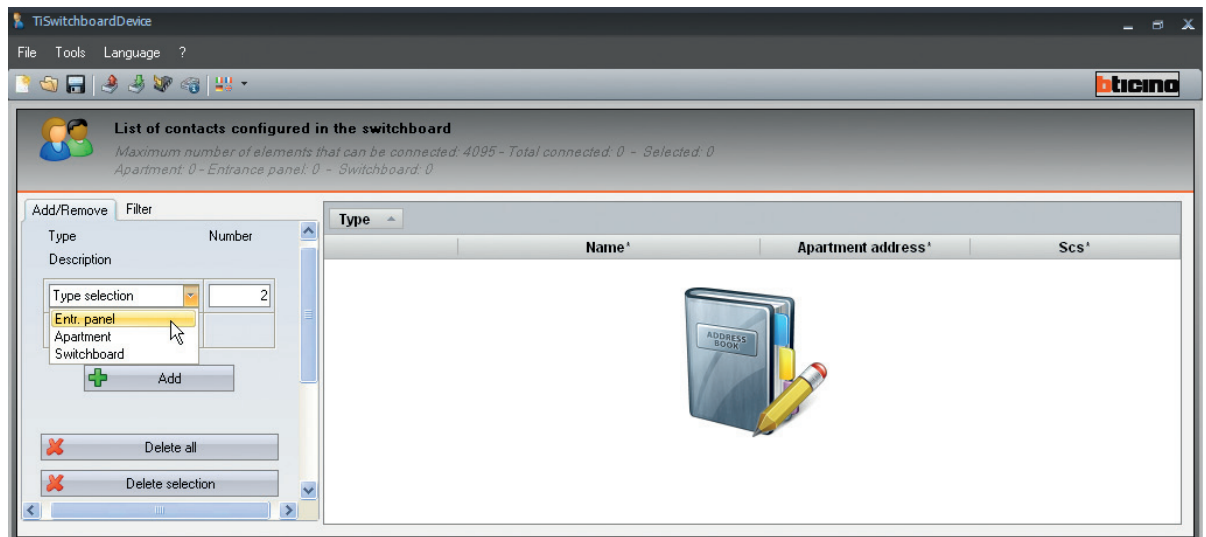 TiSwitchboardDevice
File Tools Language ?
bticino
List of contacts configured in the switchboard
Maximum number of elements that can be connected: 4095 - Total connected: 0 - Selected: 0
Apartment: 0 - Entrance panel: 0 - Switchboard: 0
Add/Remove Filter
Type Number
Description
Type selection 2
Entr. panel
Apartment
Switchboard
Add
Delete all
Delete selection
Type
Name* Apartment address* Scs*
ADDRESS
BOOK